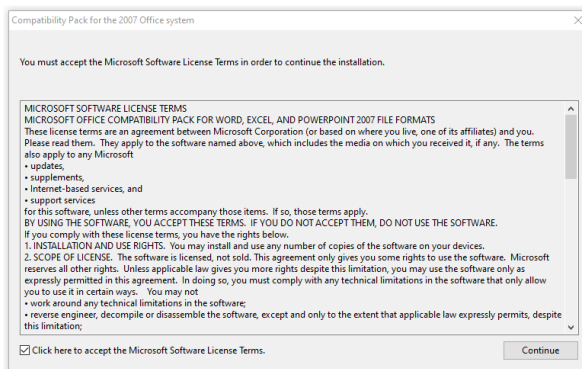 Compatibility Pack for the 2007 Office system
You must accept the Microsoft Software License Terms in order to continue the installation.
MICROSOFT SOFTWARE LICENSE TERMS
MICROSOFT OFFICE COMPATIBILITY PACK FOR WORD, EXCEL, AND POWERPOINT 2007 FILE FORMATS
These license terms are an agreement between Microsoft Corporation (or based on where you live, one of its affiliates) and you.
Please read them.  They apply to the software named above, which includes the media on which you received it, if any.  The terms
also apply to any Microsoft
• updates,
• supplements,
• Internet-based services, and
• support services
for this software, unless other terms accompany those items.  If so, those terms apply.
BY USING THE SOFTWARE, YOU ACCEPT THESE TERMS.  IF YOU DO NOT ACCEPT THEM, DO NOT USE THE SOFTWARE.
If you comply with these license terms, you have the rights below.
1. INSTALLATION AND USE RIGHTS.  You may install and use any number of copies of the software on your devices.
2. SCOPE OF LICENSE.  The software is licensed, not sold. This agreement only gives you some rights to use the software.  Microsoft
reserves all other rights.  Unless applicable law gives you more rights despite this limitation, you may use the software only as
expressly permitted in this agreement.  In doing so, you must comply with any technical limitations in the software that only allow
you to use it in certain ways.    You may not
• work around any technical limitations in the software;
• reverse engineer, decompile or disassemble the software, except and only to the extent that applicable law expressly permits, despite
this limitation;
Click here to accept the Microsoft Software License Terms.
Continue